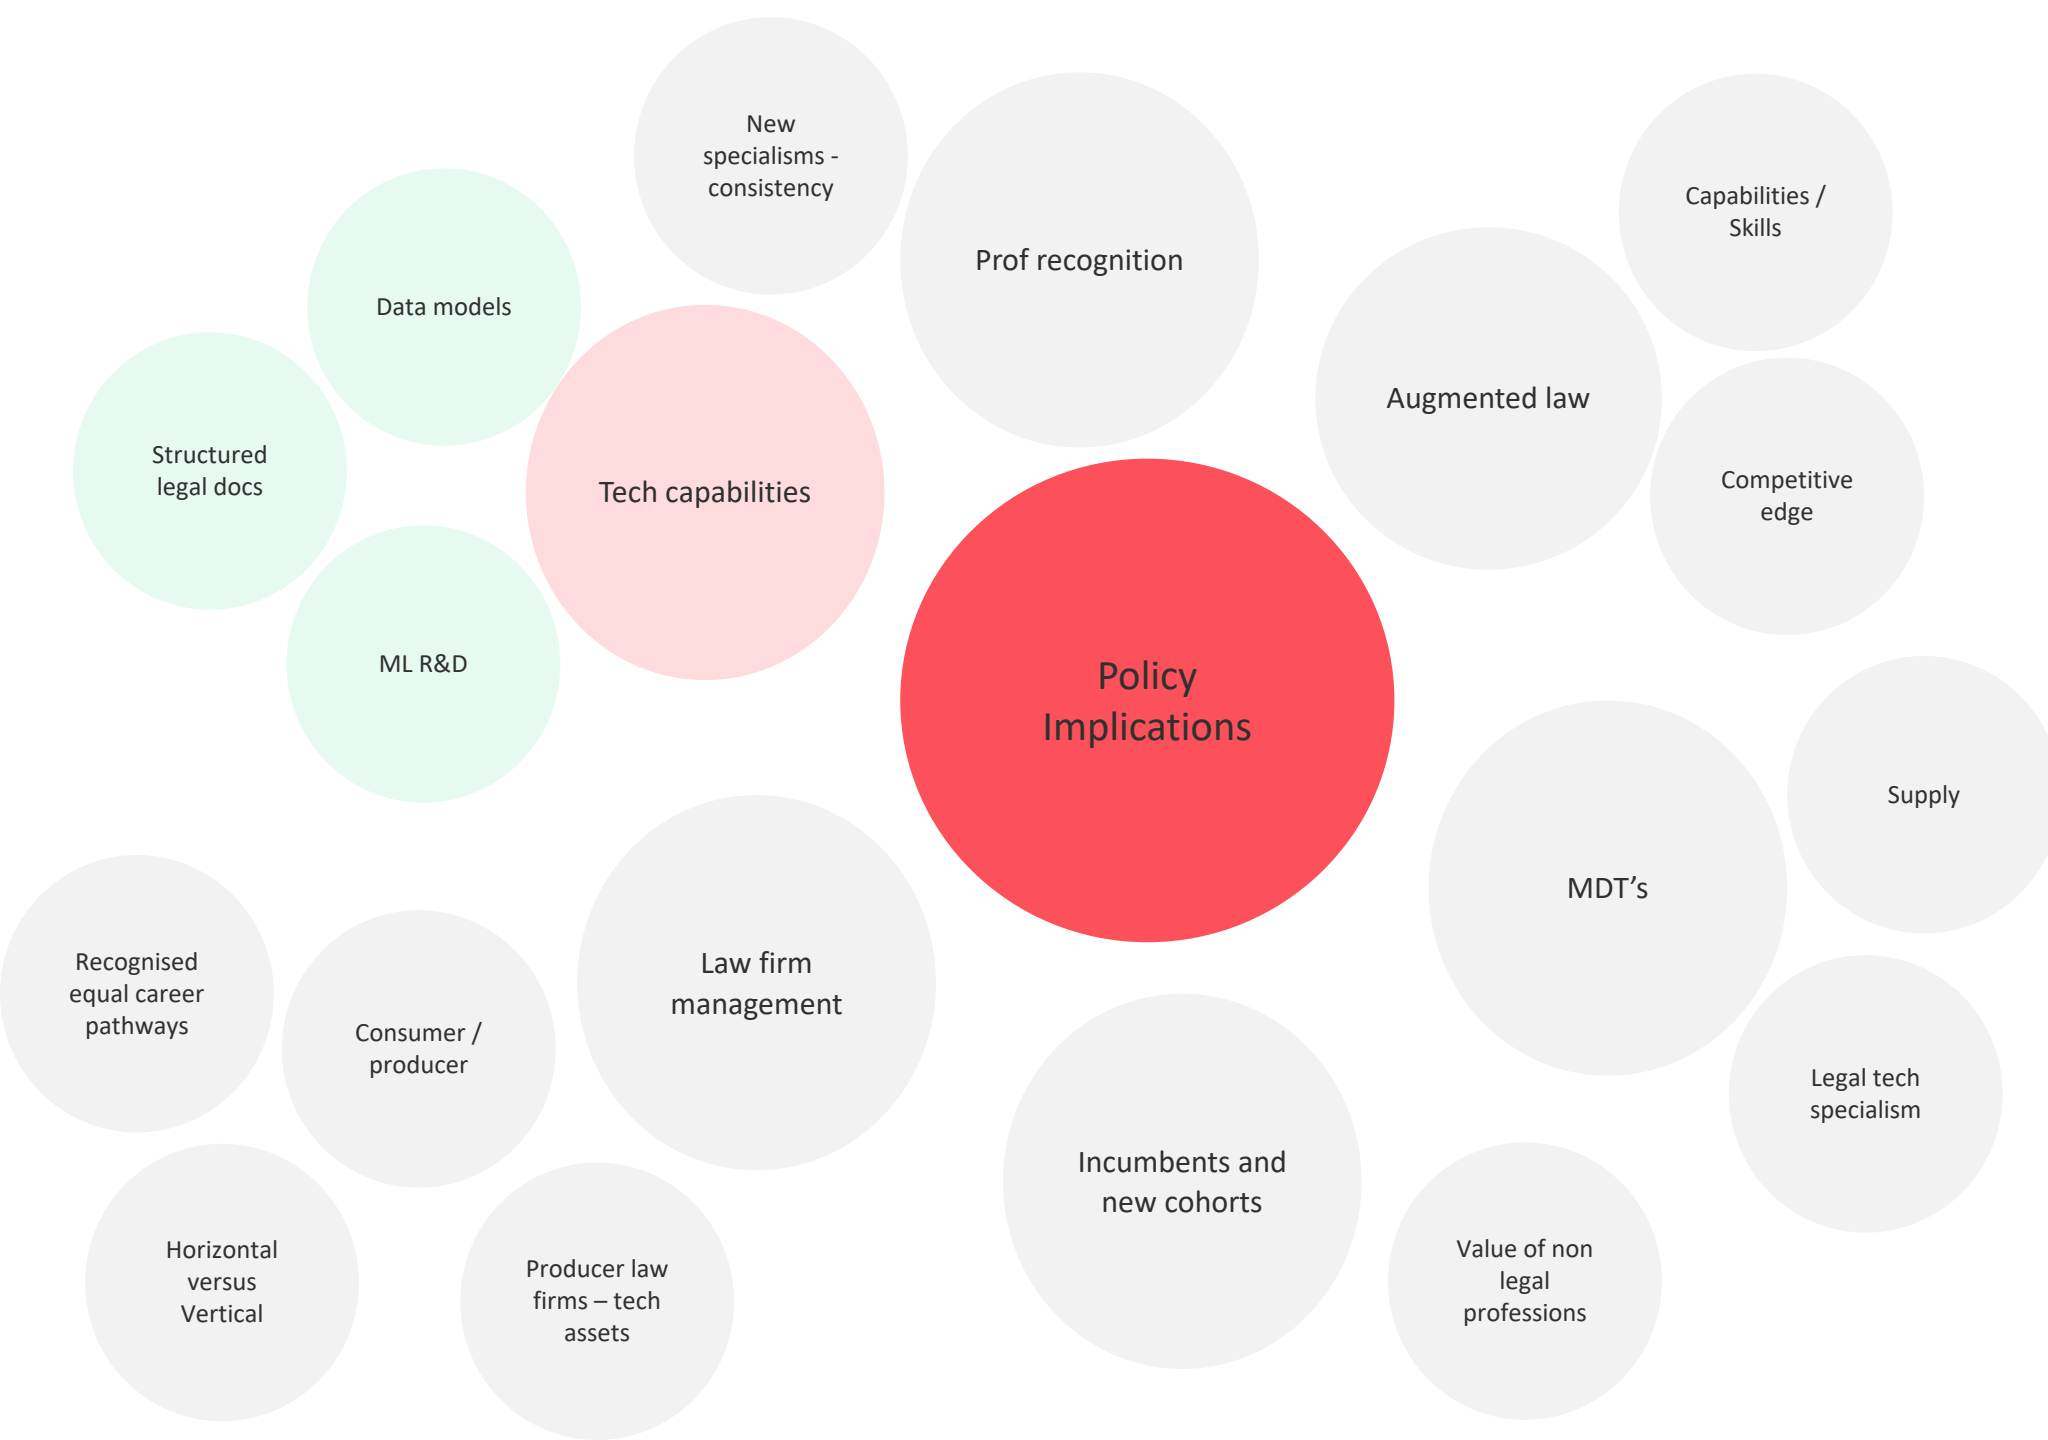 New
specialisms -
consistency
Prof recognition
Capabilities /
Skills
Data models
Augmented law
Structured
legal docs
Tech capabilities
Competitive
edge
ML R&D
Policy
Implications
Supply
MDT’s
Recognised
equal career
pathways
Consumer /
producer
Law firm
management
Legal tech
specialism
Incumbents and
new cohorts
Horizontal
versus
Vertical
Producer law
firms – tech
assets
Value of non
legal
professions